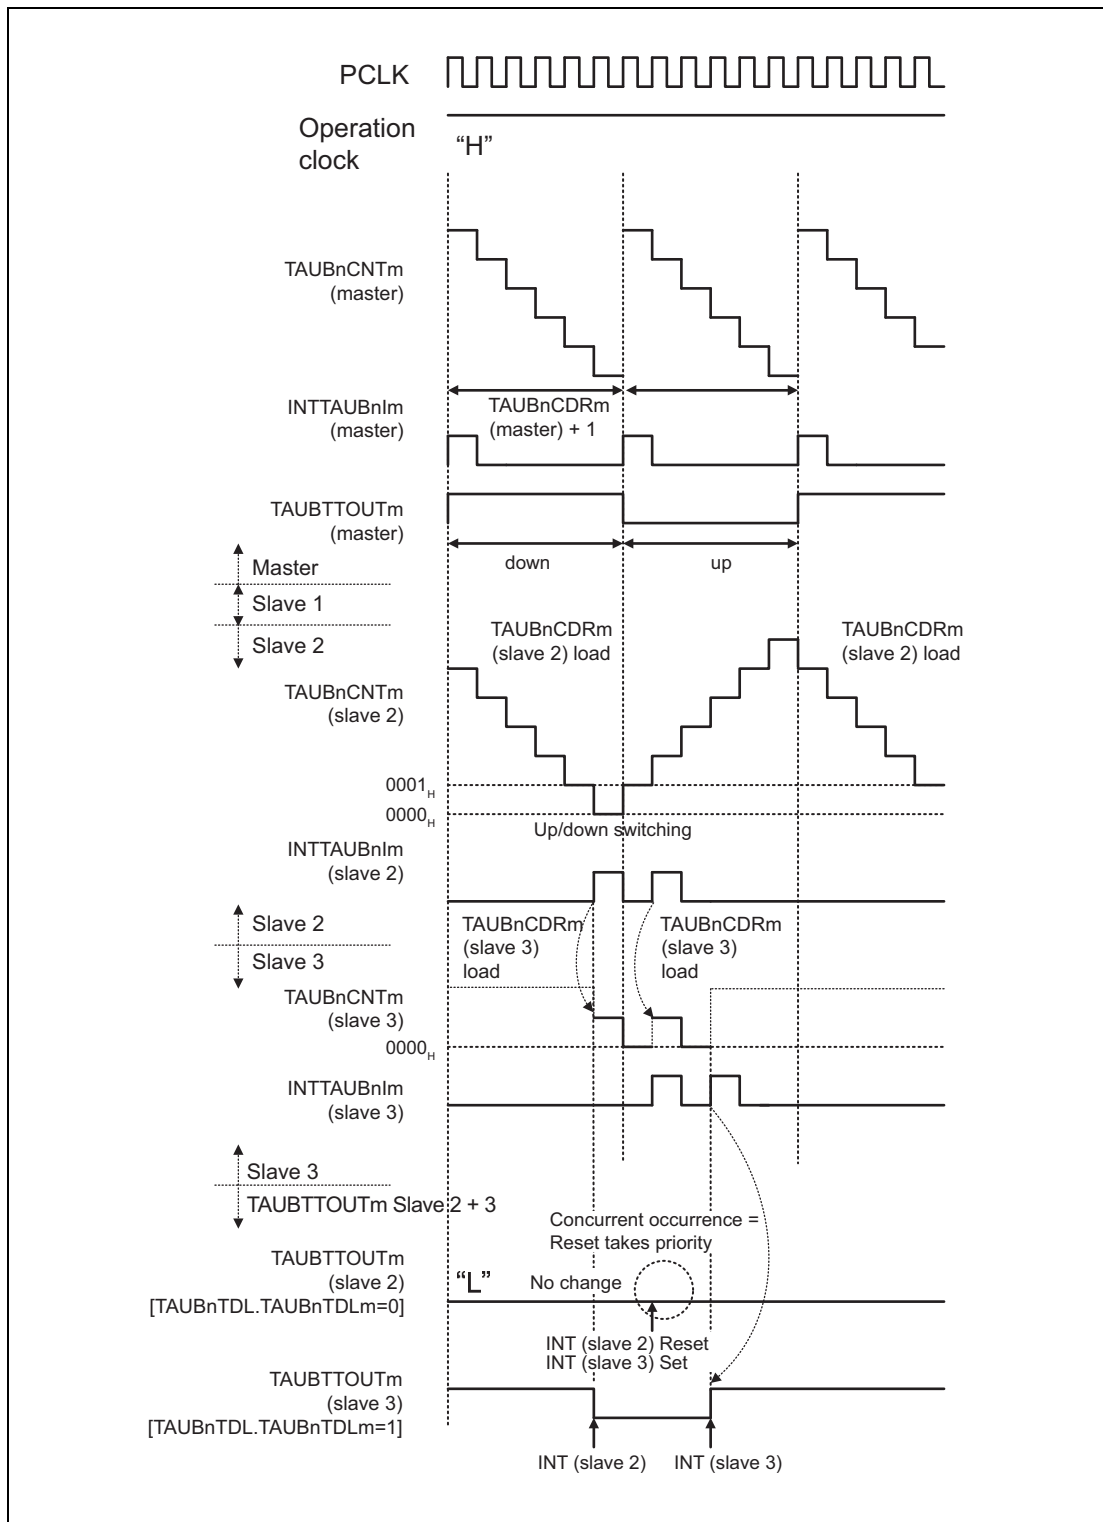 PCLK
Operation
clock
“H”
TAUBnCNTm
(master)
INTTAUBnIm
(master)
TAUBnCDRm
(master) + 1
TAUBTTOUTm
(master)
down
up
Master
Slave 1
Slave 2
TAUBnCDRm
(slave 2) load
TAUBnCDRm
(slave 2) load
TAUBnCNTm
(slave 2)
0001H
0000H
Up/down switching
INTTAUBnIm
(slave 2)
Slave 2
Slave 3
TAUBnCDRm
(slave 3)
load
TAUBnCDRm
(slave 3)
load
TAUBnCNTm
(slave 3)
0000H
INTTAUBnIm
(slave 3)
Slave 3
TAUBTTOUTm Slave 2 + 3
Concurrent occurrence =
Reset takes priority
TAUBTTOUTm
(slave 2)
[TAUBnTDL.TAUBnTDLm=0]
“L”
No change
INT (slave 2) Reset
INT (slave 3) Set
TAUBTTOUTm
(slave 3)
[TAUBnTDL.TAUBnTDLm=1]
INT (slave 2)
INT (slave 3)